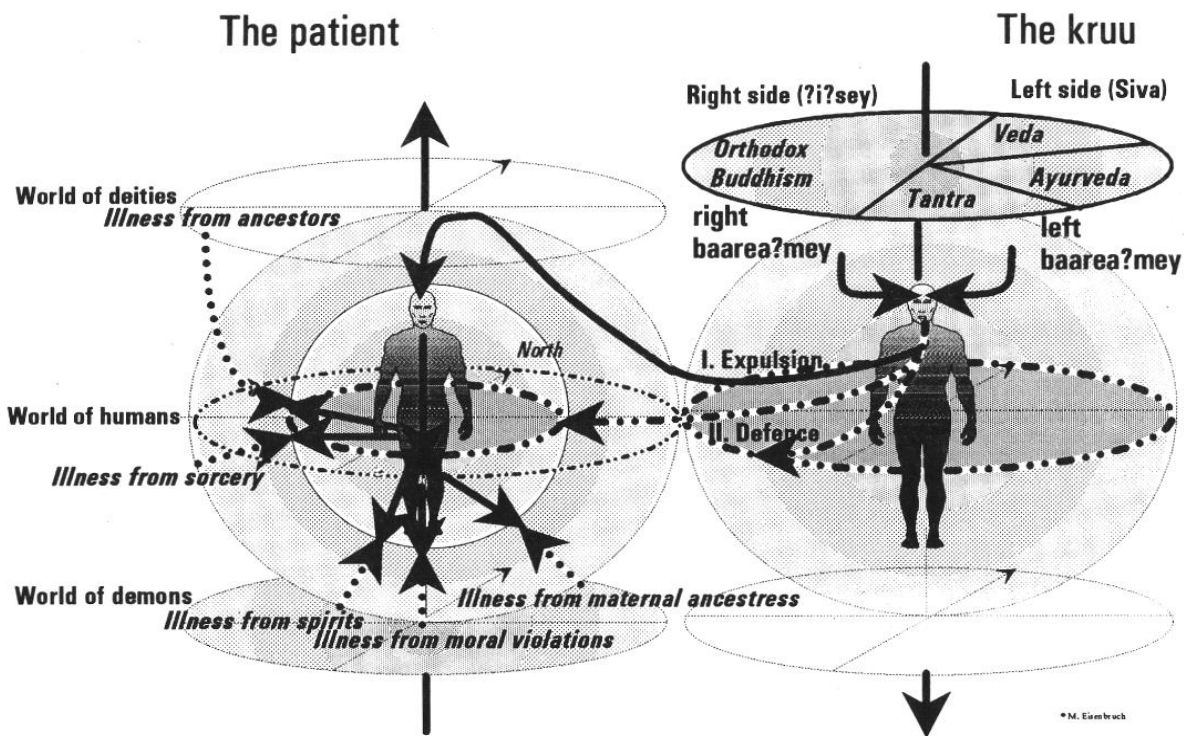 The patient
The kruu
Right side (?i?sey)
Left side (Siva)
Veda
Orthodox
Buddhism
Ayurveda
Tantra
World of deities
Illness from ancestors
right
baarea?mey
left
baarea?mey
North
I. Expulsion
World of humans
II. Defence
Illness from sorcery
World of demons
Illness from maternal ancestress
Illness from spirits
Illness from moral violations
• M. Eisenbruch